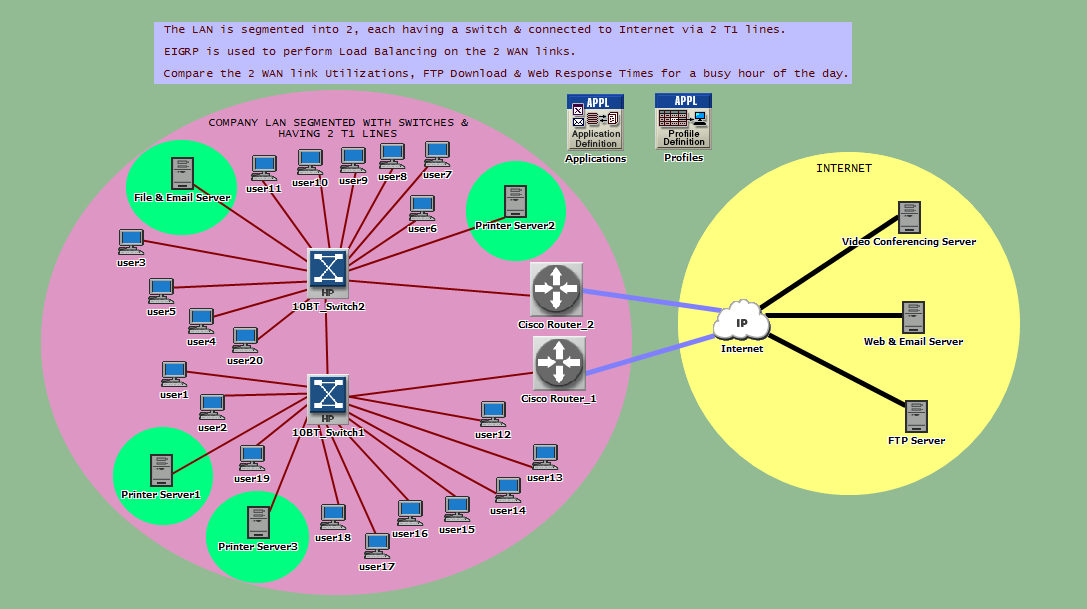 The LAN is segmented into 2, each having a switch & connected to Internet via 2 T1 lines.
EIGRP is used to perform Load Balancing on the 2 WAN links.
Compare the 2 WAN link Utilizations, FTP Download & Web Response Times for a busy hour of the day.
APPL
Application
Definition
Applications
APPL
Profile
Definition
Profiles
COMPANY LAN SEGMENTED WITH SWITCHES &
HAVING 2 T1 LINES
File & Email Server
user11
user10
user9
user8
user7
user6
Printer Server2
user3
user5
user4
user20
HP
10BT_Switch2
Cisco Router_2
Cisco Router_1
user1
user2
HP
10BT_Switch1
user12
user13
user14
user15
user16
user17
user18
user19
Printer Server1
Printer Server3
INTERNET
Video Conferencing Server
IP
Internet
Web & Email Server
FTP Server